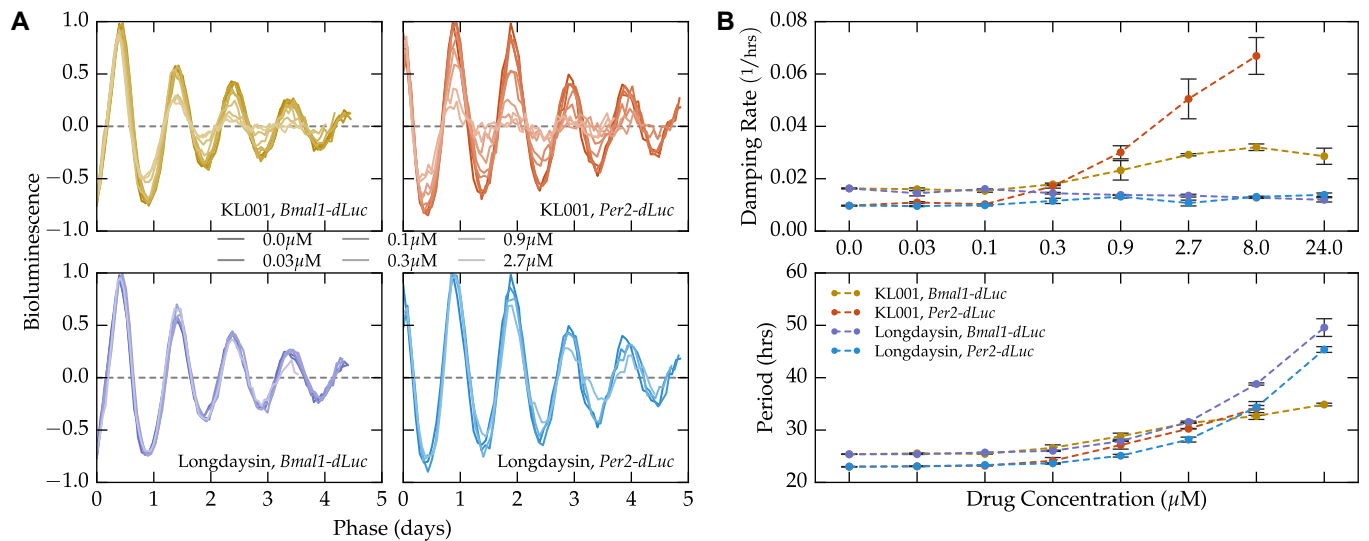 A
B
Bioluminescence
1.0
0.5
0.0
−0.5
−1.0
KL001, Bmal1-dLuc
KL001, Per2-dLuc
0.0μM
0.1μM
0.9μM
0.03μM
0.3μM
2.7μM
1.0
0.5
0.0
−0.5
−1.0
Longdaysin, Bmal1-dLuc
Longdaysin, Per2-dLuc
0 1 2 3 4 5
0 1 2 3 4 5
Phase (days)
Damping Rate (1/hrs)
0.08
0.06
0.04
0.02
0.00
0.0 0.03 0.1 0.3 0.9 2.7 8.0 24.0
Period (hrs)
60
50
40
30
20
KL001, Bmal1-dLuc
KL001, Per2-dLuc
Longdaysin, Bmal1-dLuc
Longdaysin, Per2-dLuc
Drug Concentration (μM)